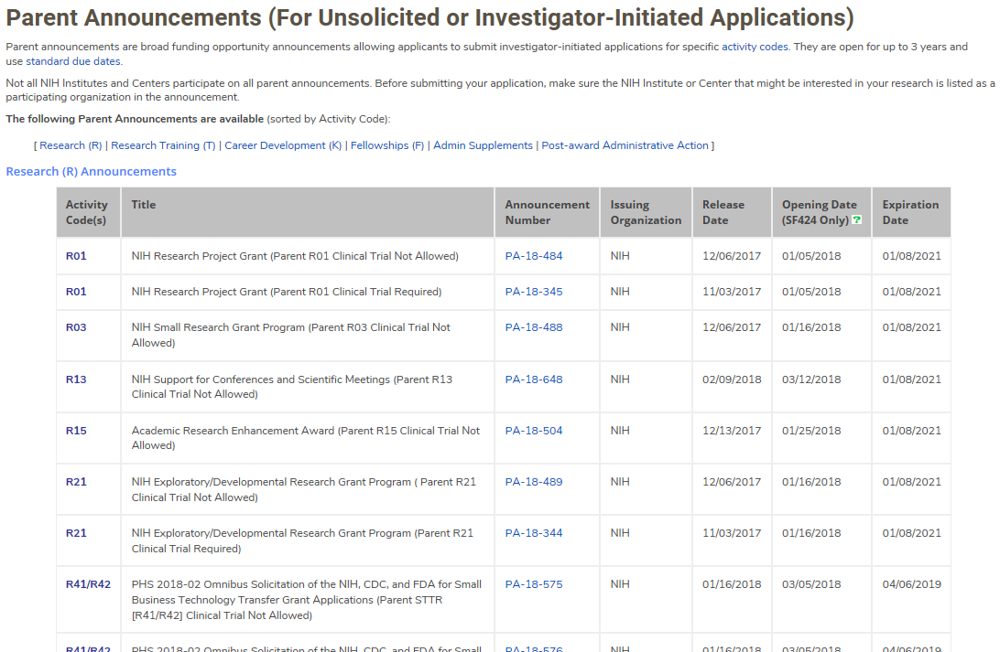 Parent Announcements (For Unsolicited or Investigator-Initiated Applications)
Parent announcements are broad funding opportunity announcements allowing applicants to submit investigator-initiated applications for specific activity codes. They are open for up to 3 years and
use standard due dates.
Not all NIH Institutes and Centers participate on all parent announcements. Before submitting your application, make sure the NIH Institute or Center that might be interested in your research is listed as a
participating organization in the announcement.
The following Parent Announcements are available (sorted by Activity Code):
[ Research (R) | Research Training (T) | Career Development (K) | Fellowships (F) | Admin Supplements | Post-award Administrative Action ]
Research (R) Announcements
Activity Title Announcement Issuing Release Opening Date Expiration
Code(s) Number Organization Date (SF424 Only) ? Date
R01 NIH Research Project Grant (Parent R01 Clinical Trial Not Allowed) PA-18-484 NIH 12/06/2017 01/05/2018 01/08/2021
R01 NIH Research Project Grant (Parent R01 Clinical Trial Required) PA-18-345 NIH 11/03/2017 01/05/2018 01/08/2021
R03 NIH Small Research Grant Program (Parent R03 Clinical Trial Not PA-18-488 NIH 12/06/2017 01/16/2018 01/08/2021
Allowed)
R13 NIH Support for Conferences and Scientific Meetings (Parent R13 PA-18-648 NIH 02/09/2018 03/12/2018 01/08/2021
Clinical Trial Not Allowed)
R15 Academic Research Enhancement Award (Parent R15 Clinical Trial Not PA-18-504 NIH 12/13/2017 01/25/2018 01/08/2021
Allowed)
R21 NIH Exploratory/Developmental Research Grant Program ( Parent R21 PA-18-489 NIH 12/06/2017 01/16/2018 01/08/2021
Clinical Trial Not Allowed)
R21 NIH Exploratory/Developmental Research Grant Program (Parent R21 PA-18-344 NIH 11/03/2017 01/16/2018 01/08/2021
Clinical Trial Required)
R41/R42 PHS 2018-02 Omnibus Solicitation of the NIH, CDC, and FDA for Small PA-18-575 NIH 01/16/2018 03/05/2018 04/06/2019
Business Technology Transfer Grant Applications (Parent STTR
[R41/R42] Clinical Trial Not Allowed)
R41/R42 PHS 2018-02 Omnibus Solicitation of the NIH, CDC, and FDA for Small PA-18-576 NIH 01/16/2018 03/05/2018 04/06/2019